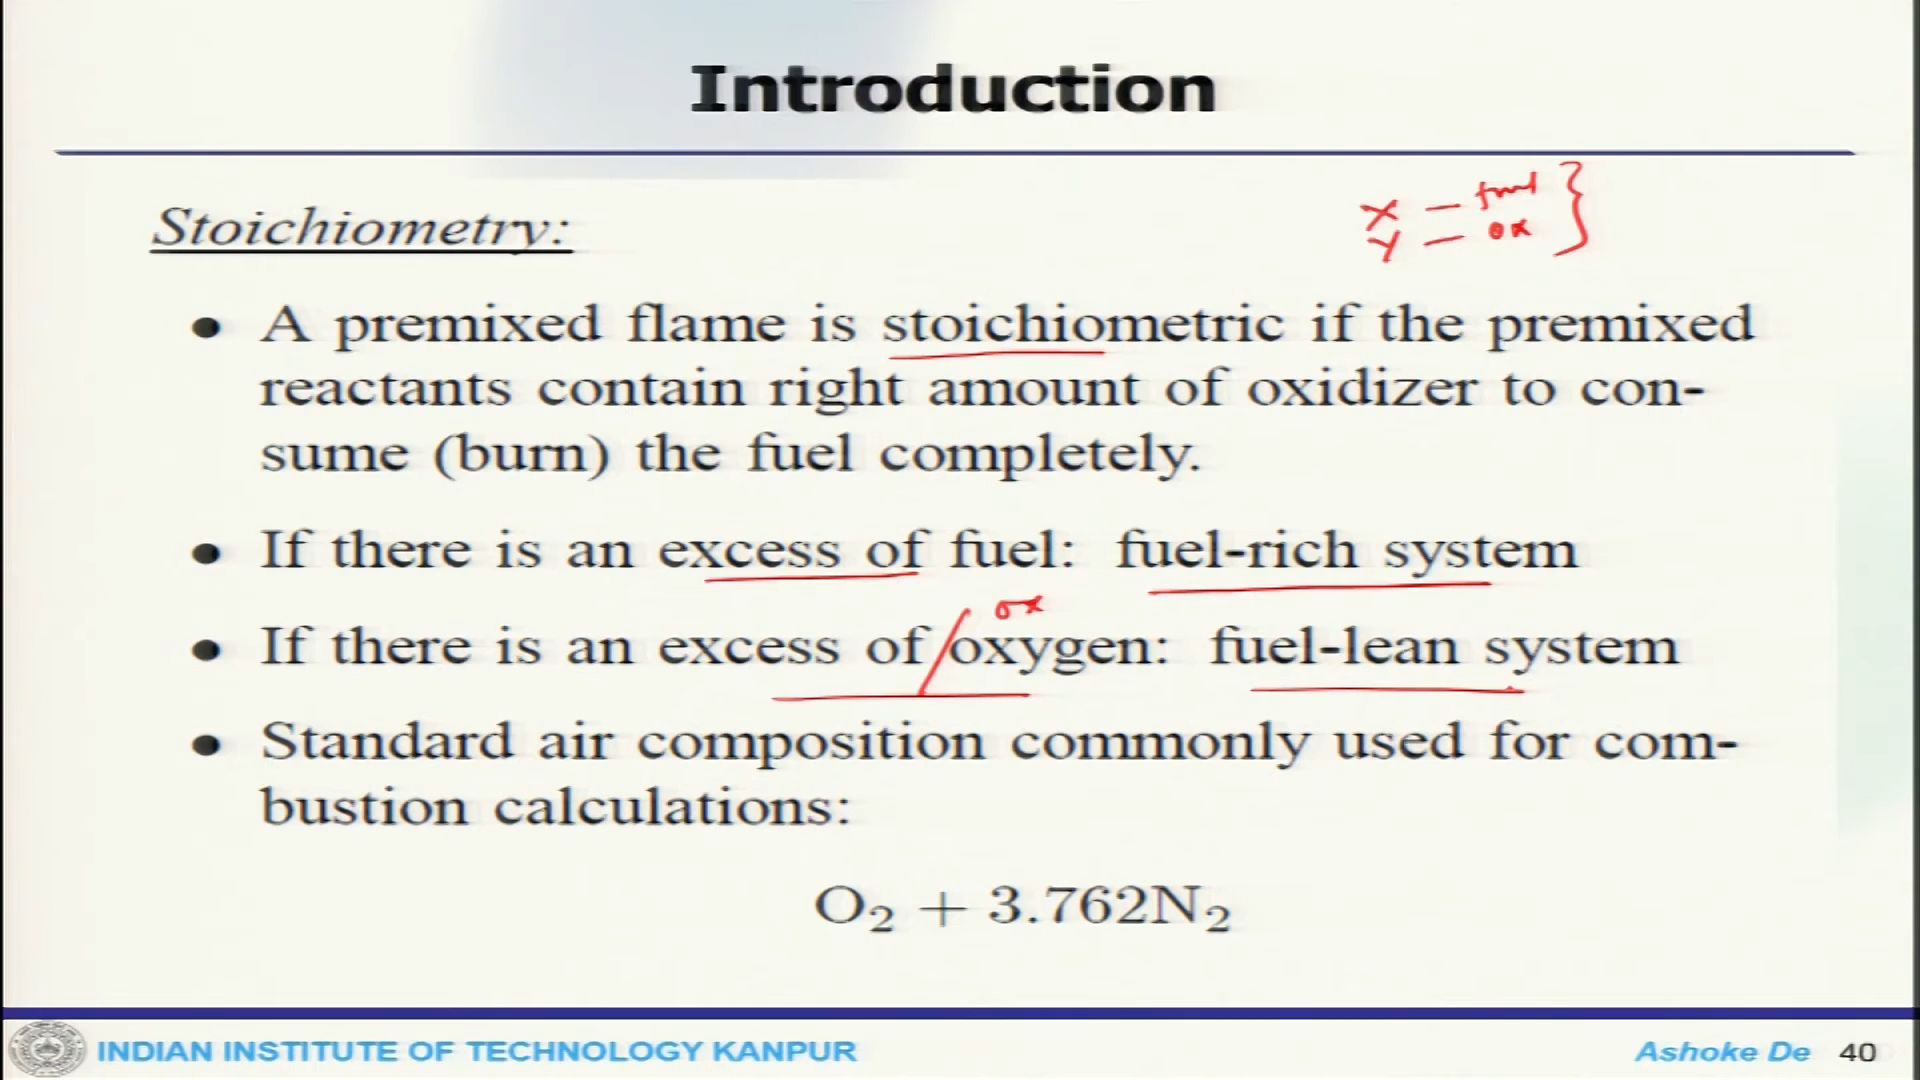 Introduction
X — fuel }
Y — ox
Stoichiometry:
• A premixed flame is stoichiometric if the premixed
reactants contain right amount of oxidizer to con-
sume (burn) the fuel completely.
• If there is an excess of fuel: fuel-rich system
ox
• If there is an excess of / oxygen: fuel-lean system
• Standard air composition commonly used for com-
bustion calculations:
O₂ + 3.762N₂
INDIAN INSTITUTE OF TECHNOLOGY KANPUR
Ashoke De 40